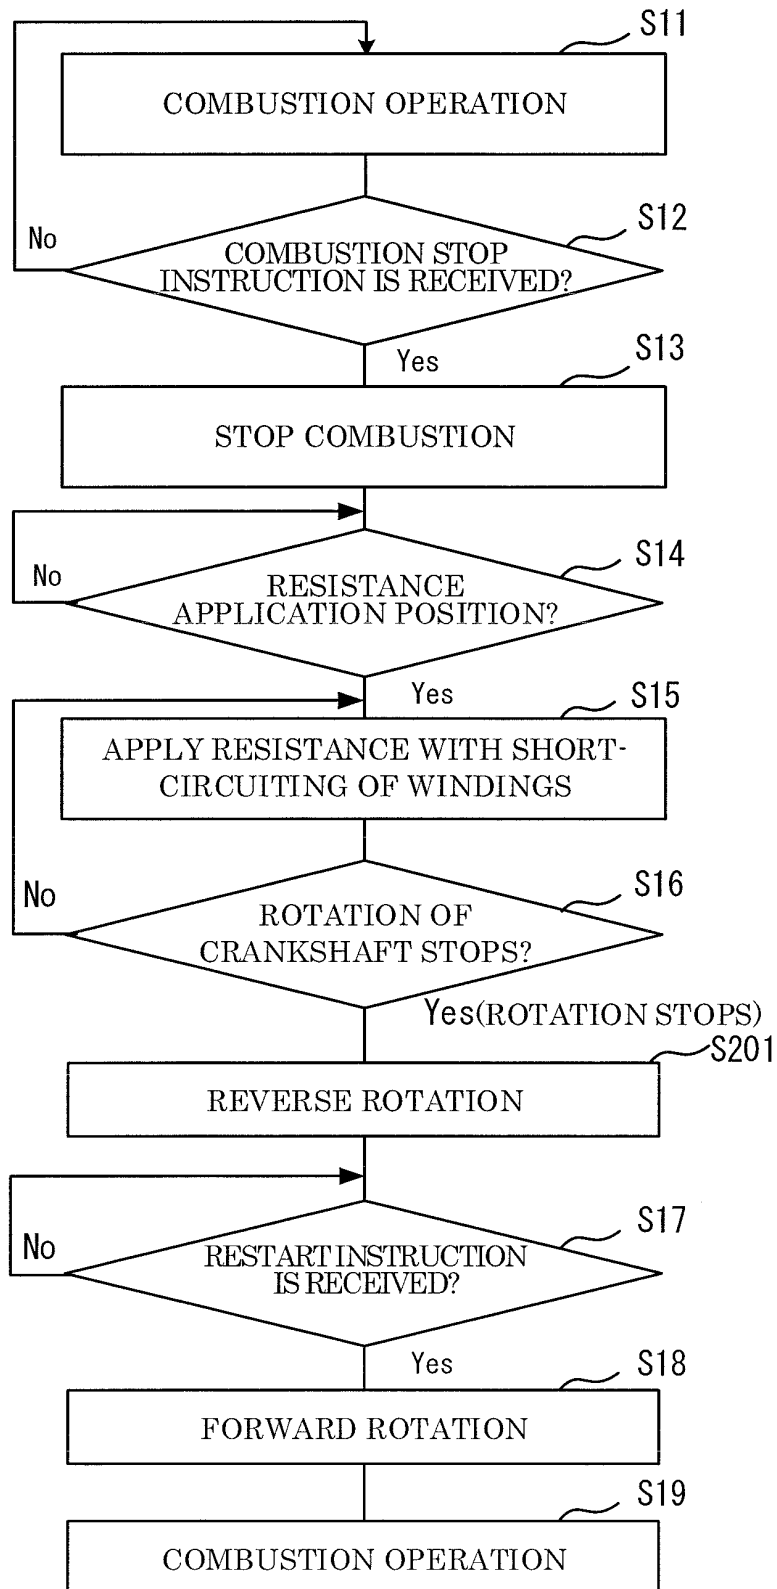 S11
COMBUSTION OPERATION
S12
No
COMBUSTION STOP
INSTRUCTION IS RECEIVED?
Yes
S13
STOP COMBUSTION
S14
No
RESISTANCE
APPLICATION POSITION?
Yes
S15
APPLY RESISTANCE WITH SHORT-
CIRCUITING OF WINDINGS
S16
No
ROTATION OF
CRANKSHAFT STOPS?
Yes(ROTATION STOPS)
S201
REVERSE ROTATION
S17
No
RESTART INSTRUCTION
IS RECEIVED?
Yes
S18
FORWARD ROTATION
S19
COMBUSTION OPERATION